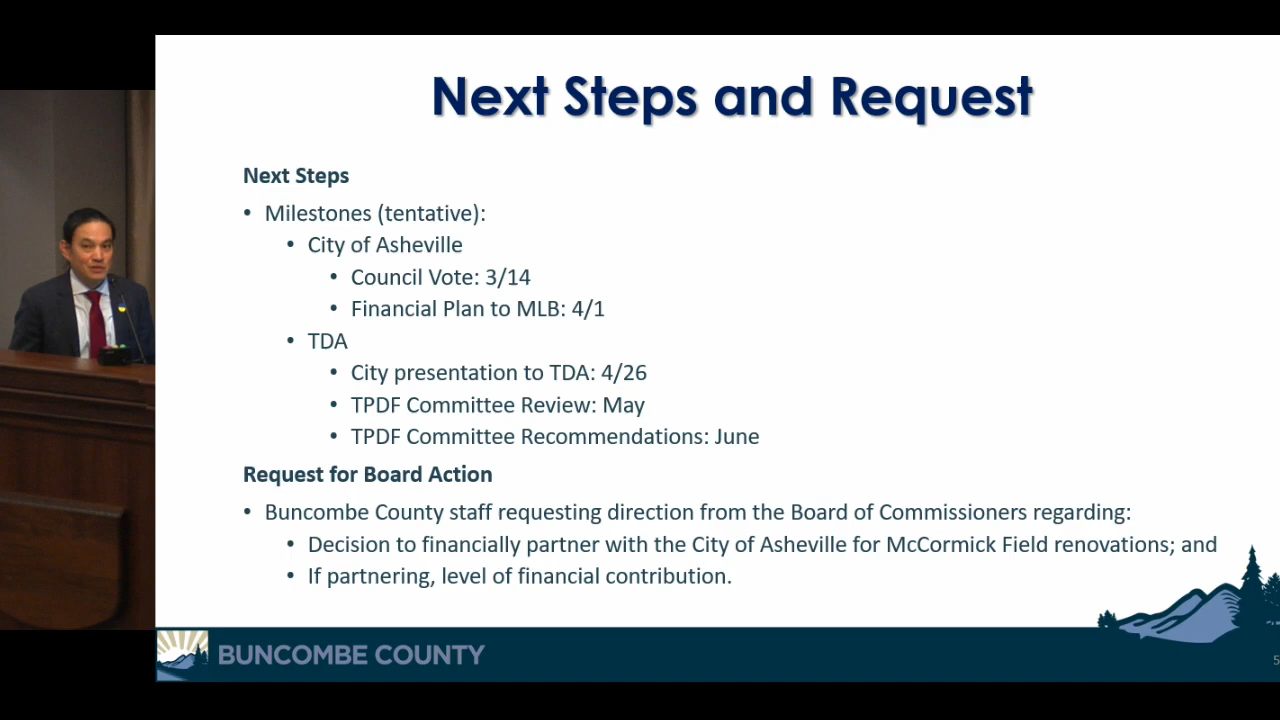 Next Steps and Request
Next Steps
• Milestones (tentative):
• City of Asheville
• Council Vote: 3/14
• Financial Plan to MLB: 4/1
• TDA
• City presentation to TDA: 4/26
• TPDF Committee Review: May
• TPDF Committee Recommendations: June
Request for Board Action
• Buncombe County staff requesting direction from the Board of Commissioners regarding:
• Decision to financially partner with the City of Asheville for McCormick Field renovations; and
• If partnering, level of financial contribution.
BUNCOMBE COUNTY
5